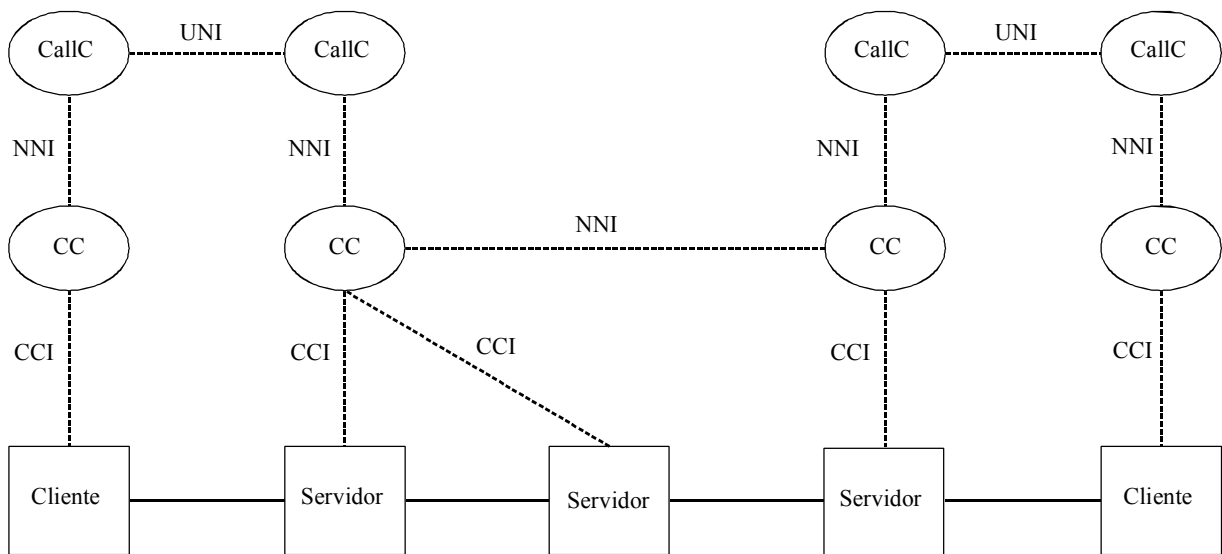 UNI
UNI
CallC
CallC
CallC
CallC
NNI
NNI
NNI
NNI
NNI
CC
CC
CC
CC
CCI
CCI
CCI
CCI
CCI
Cliente
Servidor
Servidor
Servidor
Cliente